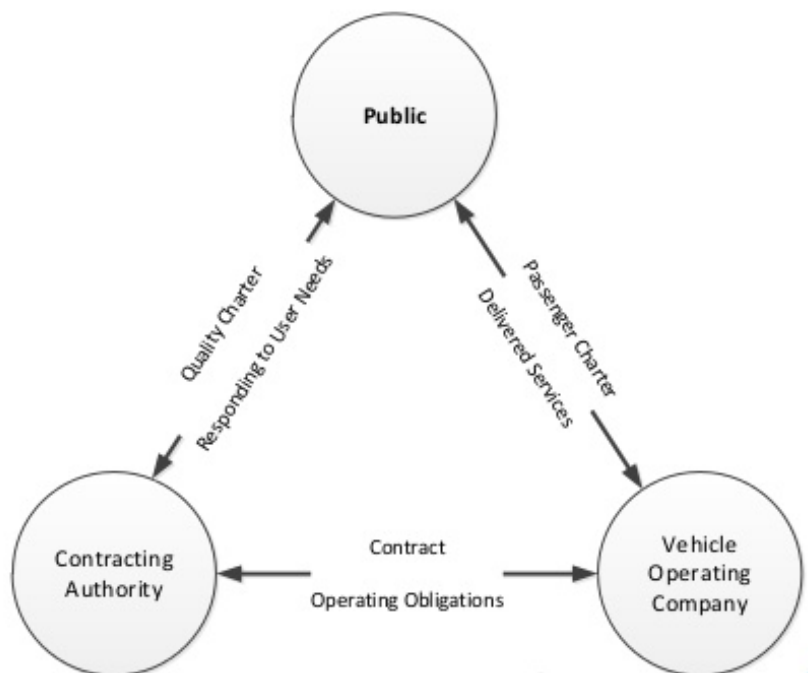 Public
Quality Charter
Responding to User Needs
Passenger Charter
Delivered Services
Contracting
Authority
Contract
Operating Obligations
Vehicle
Operating
Company